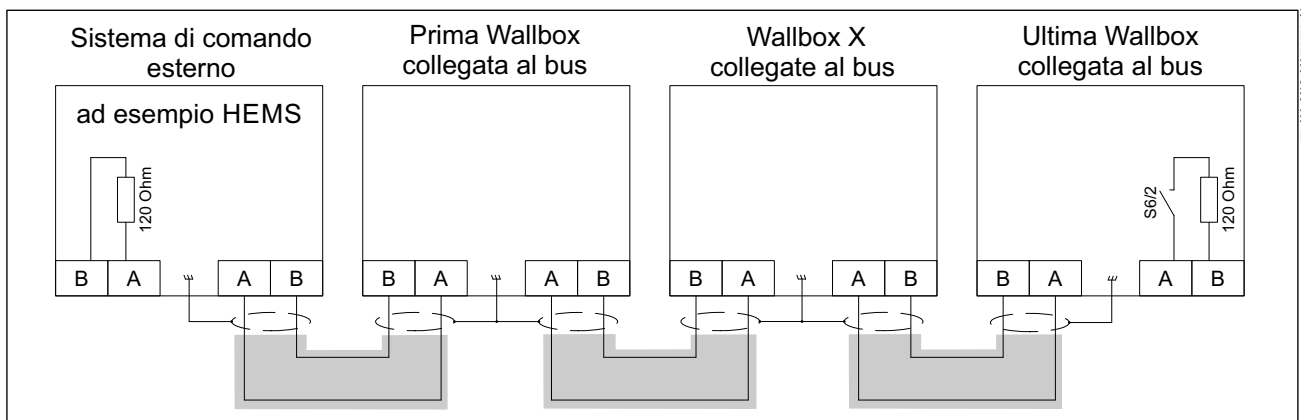 Sistema di comando
esterno
Prima Wallbox
collegata al bus
Wallbox X
collegate al bus
Ultima Wallbox
collegata al bus
ad esempio HEMS
120 Ohm
S6/2
120 Ohm
B A A B
B A A B
B A A B
B A A B